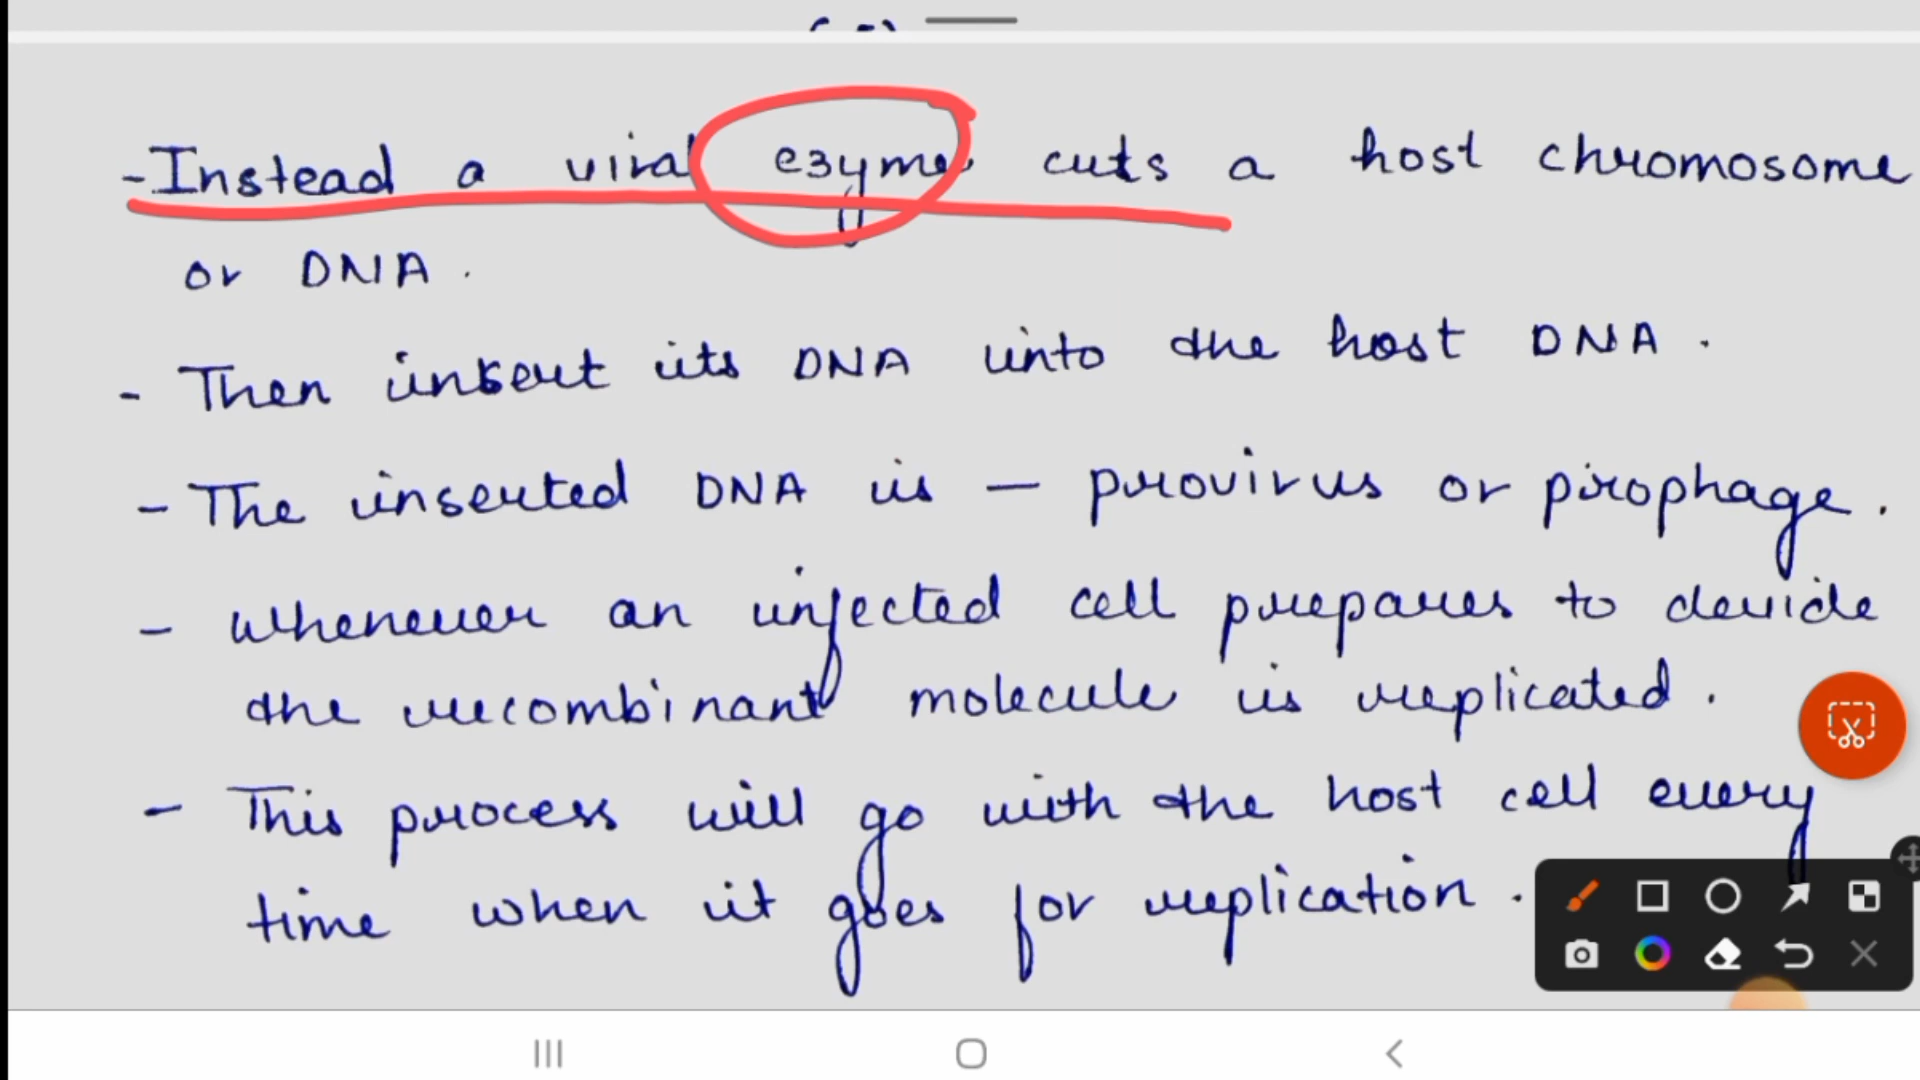 - Instead a viral ezyme cuts a host chromosome
or DNA.
- Then insert its DNA into the host DNA.
- The inserted DNA is — provirus or prophage.
- whenever an infected cell prepares to devide
the recombinant molecule is replicated.
- This process will go with the host cell every
time when it goes for replication.